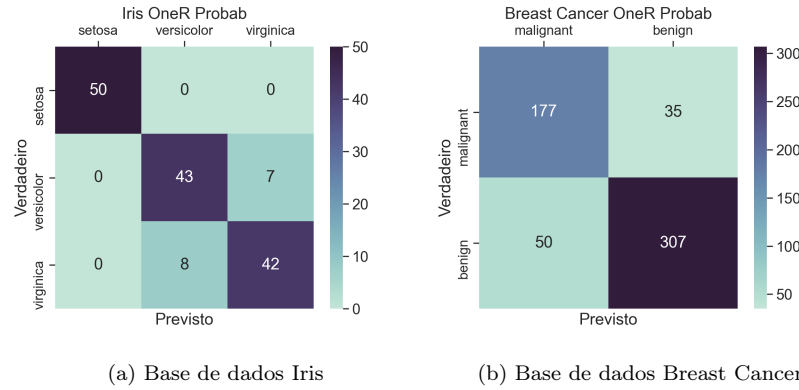 Iris OneR Probab
setosa versicolor virginica
Verdadeiro
setosa
versicolor
virginica
50 0 0
0 43 7
0 8 42
Previsto
50
40
30
20
10
0
(a) Base de dados Iris
Breast Cancer OneR Probab
malignant benign
Verdadeiro
malignant
benign
177 35
50 307
Previsto
300
250
200
150
100
50
(b) Base de dados Breast Cancer